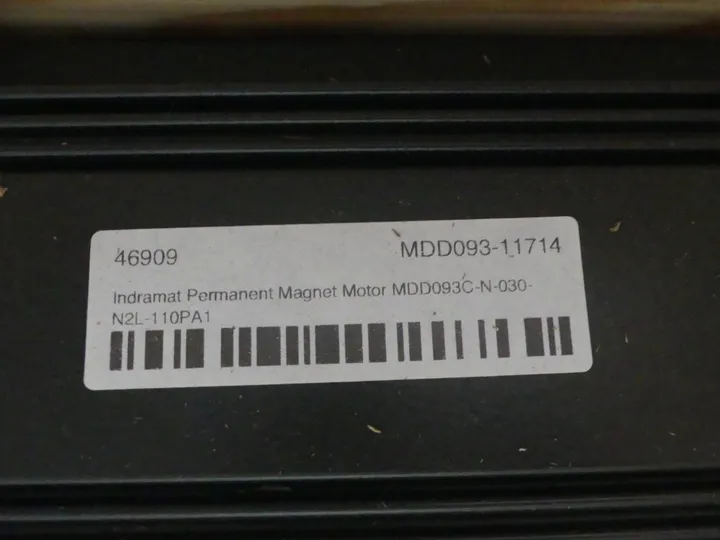 46909 MDD093-11714
Indramat Permanent Magnet Motor MDD093C-N-030-
N2L-110PA1